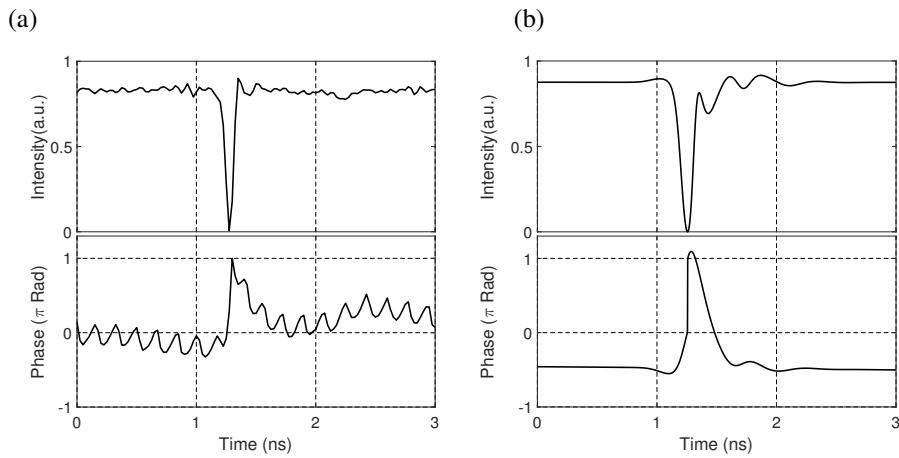 (a)
1
0.5
0
Intensity(a.u.)
1
0
-1
Phase (π Rad)
0 1 2 3
Time (ns)
(b)
1
0.5
0
Intensity(a.u.)
1
0
-1
Phase (π Rad)
0 1 2 3
Time (ns)